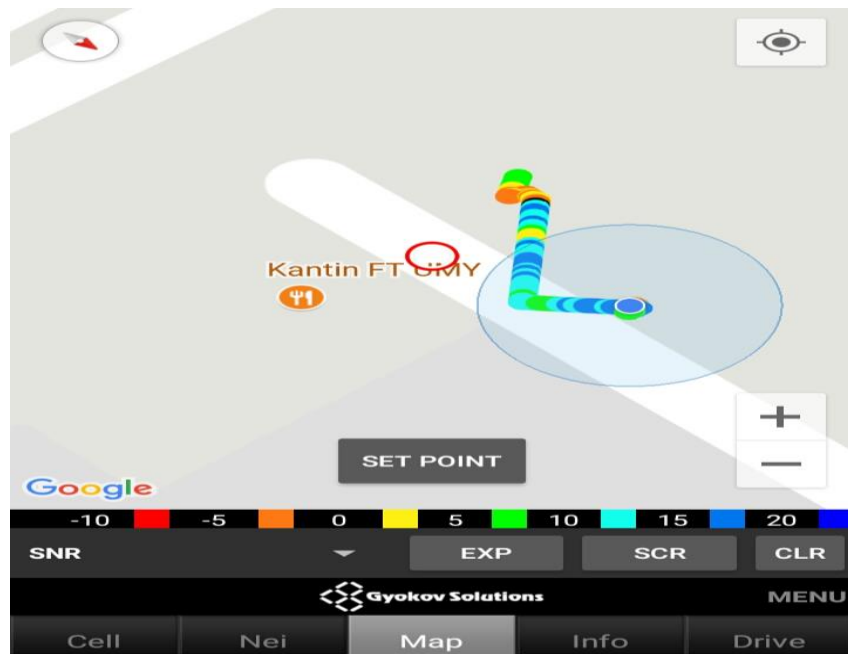 Kantin FT UMY
SET POINT
Google
-10 -5 0 5 10 15 20
SNR EXP SCR CLR
Gyokov Solutions MENU
Cell Nei Map Info Drive